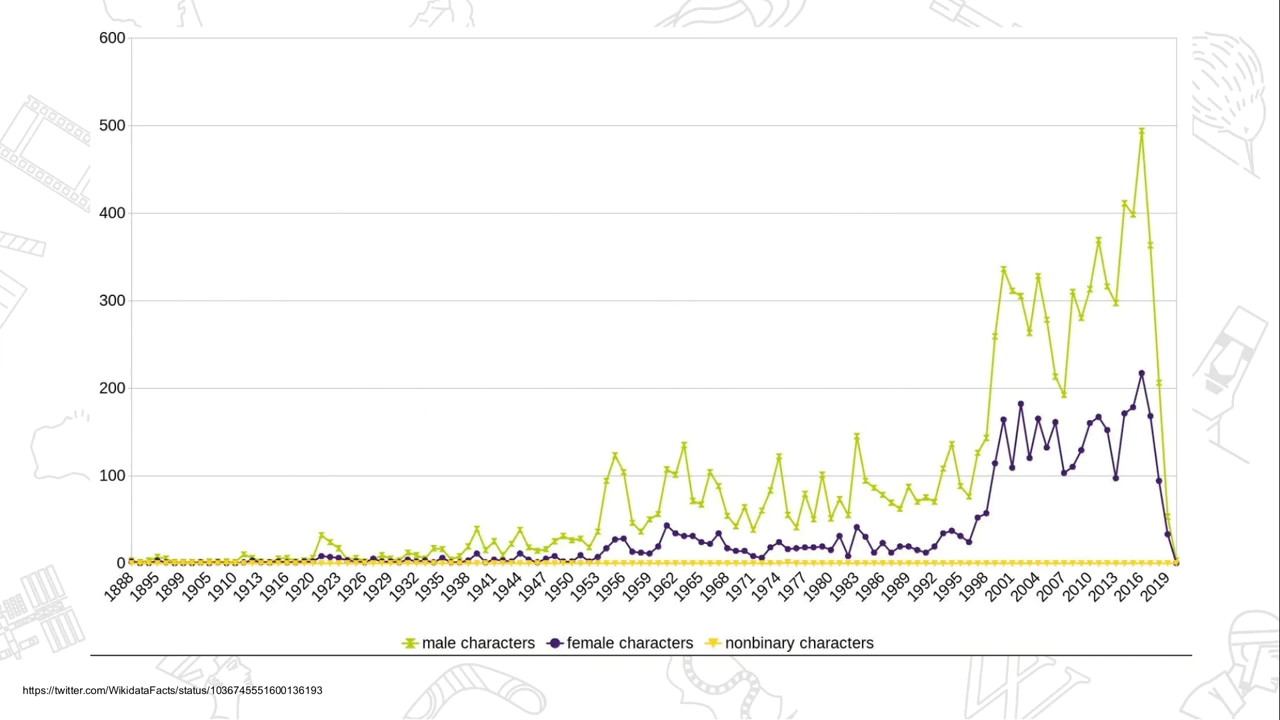 600
500
400
300
200
100
0
1888 1895 1899 1905 1910 1913 1916 1920 1923 1926 1929 1932 1935 1938 1941 1944 1947 1950 1953 1956 1959 1962 1965 1968 1971 1974 1977 1980 1983 1986 1989 1992 1995 1998 2001 2004 2007 2010 2013 2016 2019
male characters female characters nonbinary characters
https://twitter.com/WikidataFacts/status/1036745551600136193